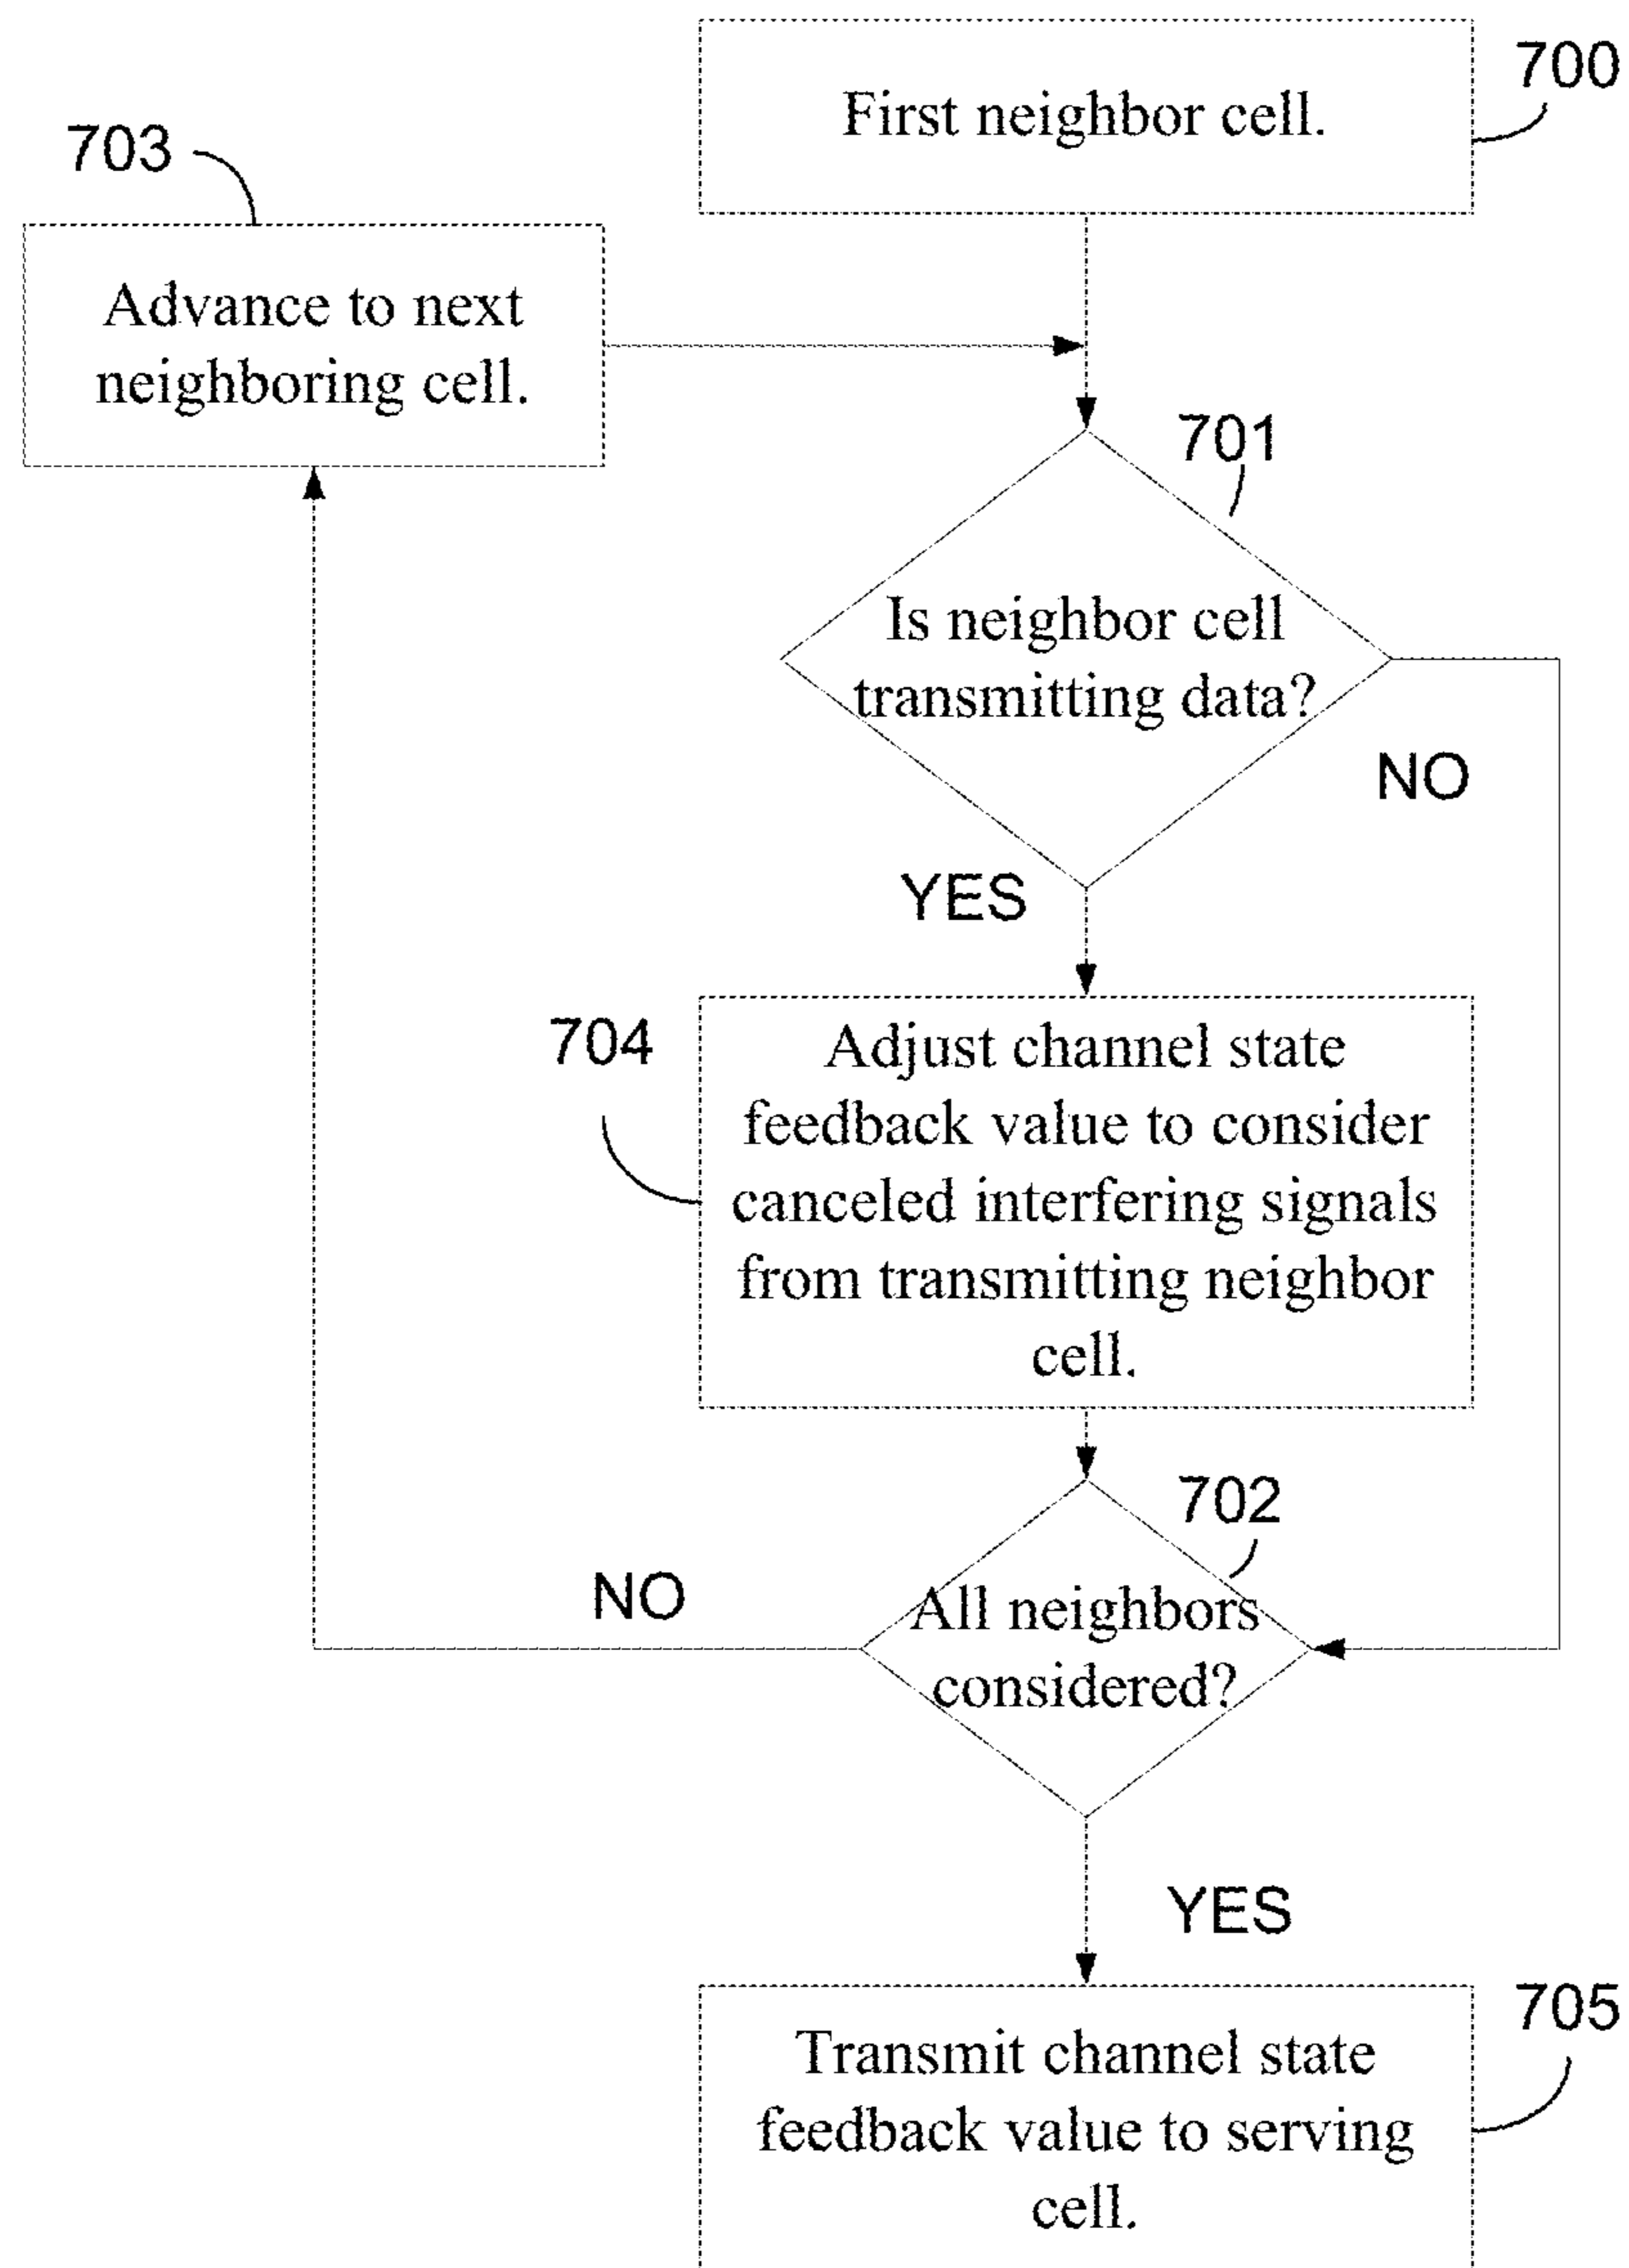 First neighbor cell.
700
703
Advance to next
neighboring cell.
701
Is neighbor cell
transmitting data?
NO
YES
704
Adjust channel state
feedback value to consider
canceled interfering signals
from transmitting neighbor
cell.
702
NO
All neighbors
considered?
YES
705
Transmit channel state
feedback value to serving
cell.